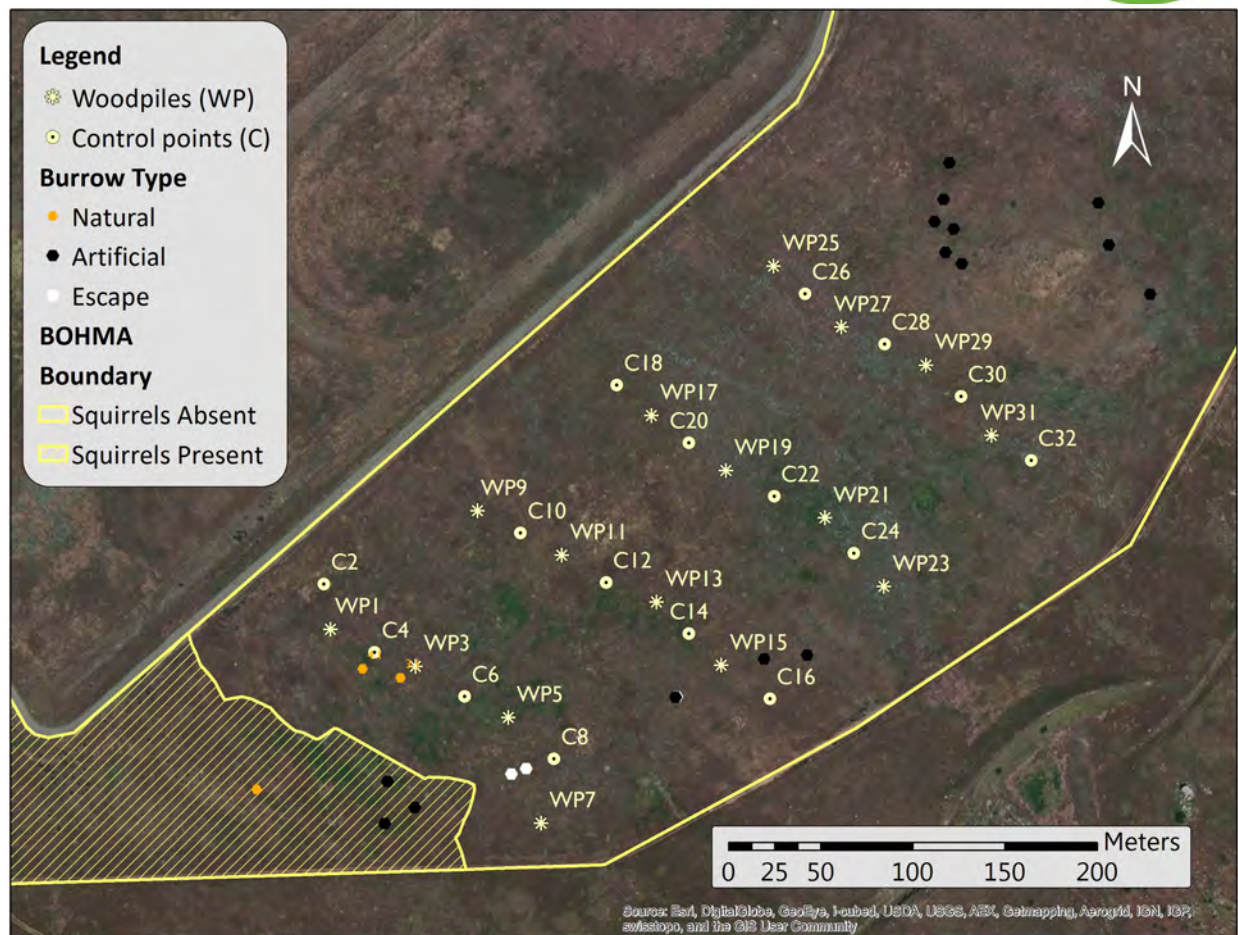 Legend
Woodpiles (WP)
Control points (C)
Burrow Type
Natural
Artificial
Escape
BOHMA
Boundary
Squirrels Absent
Squirrels Present
N
WP25
C26
WP27
C28
WP29
C30
WP31
C32
C18
WP17
C20
WP19
C22
WP21
C24
WP23
WP9
C10
WP11
C12
WP13
C14
WP15
C16
C2
WP1
C4
WP3
C6
WP5
C8
WP7
Meters
0 25 50 100 150 200
Source: Esri, DigitalGlobe, GeoEye, i-cubed, USDA, USGS, AEX, Getmapping, Aerogrid, IGN, IGP,
swisstopo, and the GIS User Community